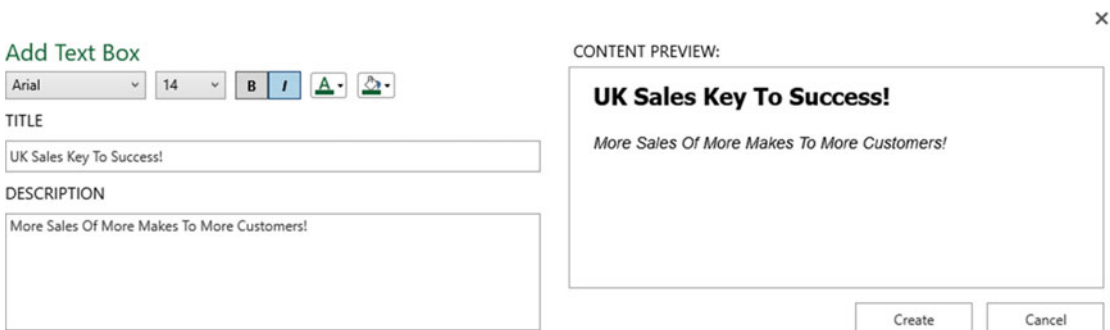 ×
Add Text Box
Arial 14 B I A
TITLE
UK Sales Key To Success!
DESCRIPTION
More Sales Of More Makes To More Customers!
CONTENT PREVIEW:
UK Sales Key To Success!
More Sales Of More Makes To More Customers!
Create Cancel